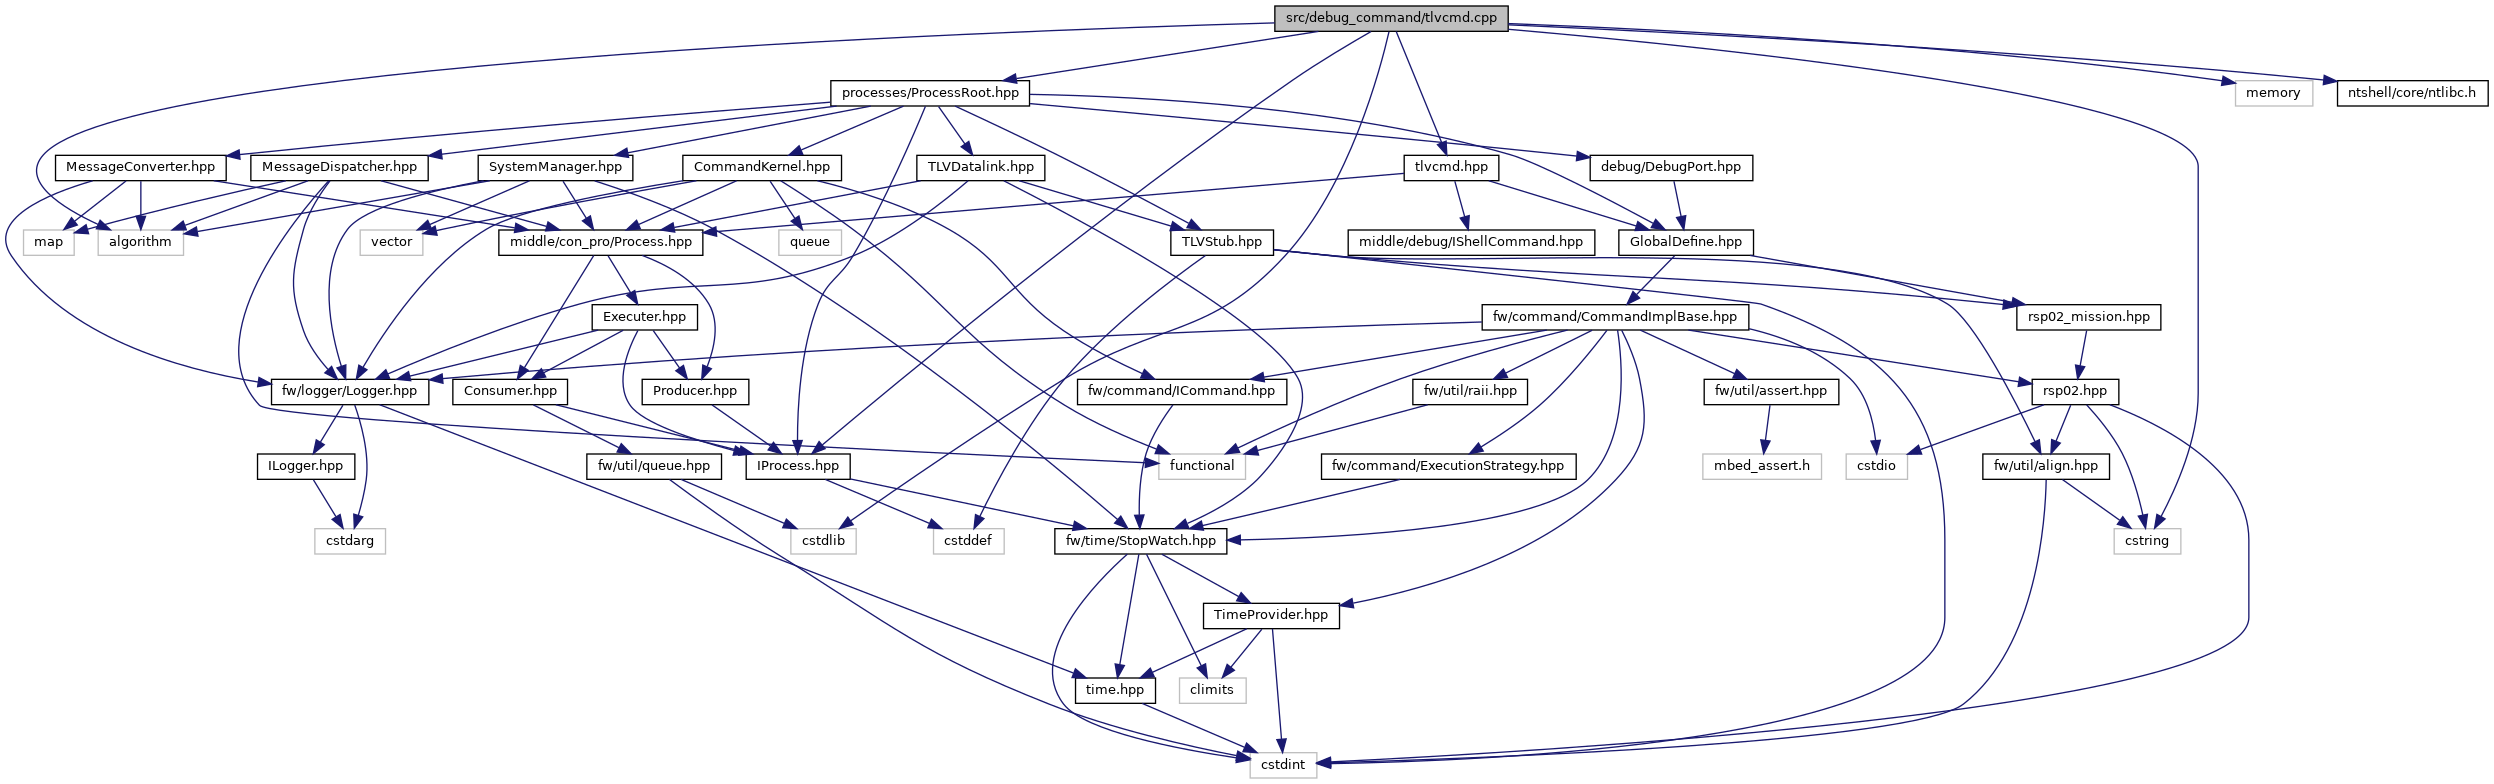 src/debug_command/tlvcmd.cpp
processes/ProcessRoot.hpp
memory
ntshell/core/ntlibc.h
MessageConverter.hpp
MessageDispatcher.hpp
SystemManager.hpp
CommandKernel.hpp
TLVDatalink.hpp
tlvcmd.hpp
debug/DebugPort.hpp
map
algorithm
vector
middle/con_pro/Process.hpp
queue
TLVStub.hpp
middle/debug/IShellCommand.hpp
GlobalDefine.hpp
Executer.hpp
fw/command/CommandImplBase.hpp
rsp02_mission.hpp
fw/logger/Logger.hpp
Consumer.hpp
Producer.hpp
fw/command/ICommand.hpp
fw/util/raii.hpp
fw/util/assert.hpp
rsp02.hpp
ILogger.hpp
fw/util/queue.hpp
IProcess.hpp
functional
fw/command/ExecutionStrategy.hpp
mbed_assert.h
cstdio
fw/util/align.hpp
cstdarg
cstdlib
cstddef
fw/time/StopWatch.hpp
cstring
TimeProvider.hpp
time.hpp
climits
cstdint